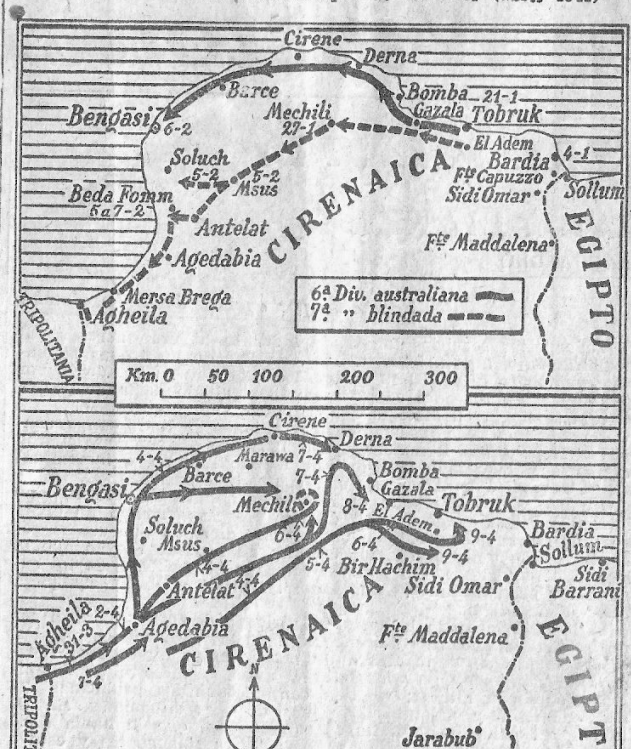 Cirene
Derna
Barce
Bomba
Gazala 21-1
Tobruk
Bengasi
6-2
Mechili
27-1
El Adem
Bardia 4-1
Fte Capuzzo
Sollum
Sidi Omar
Soluch
5-2
5-2
Msus
Beda Fomm
5a7-2
Antelat
CIRENAICA
Fte Maddalena
Agedabia
EGIPTO
Mersa Brega
Agheila
TRIPOLITANIA
6ª Div. australiana
7ª " blindada
Km. 0 50 100 200 300
Cirene
Derna
4-4
Marawa 7-4
Barce
7-4
Bomba
Gazala
Bengasi
Mechili
8-4
Tobruk
El Adem
9-4
Soluch
Msus
6-4
6-4
Bardia
Sollum
4-4
5-4
Bir Hachim
9-4
Sidi Barrani
Antelat
4-4
Sidi Omar
Agheila
31-3
2-4
Agedabia
CIRENAICA
Fte Maddalena
7-4
EGIPT
TRIPOLIT
N
Jarabub